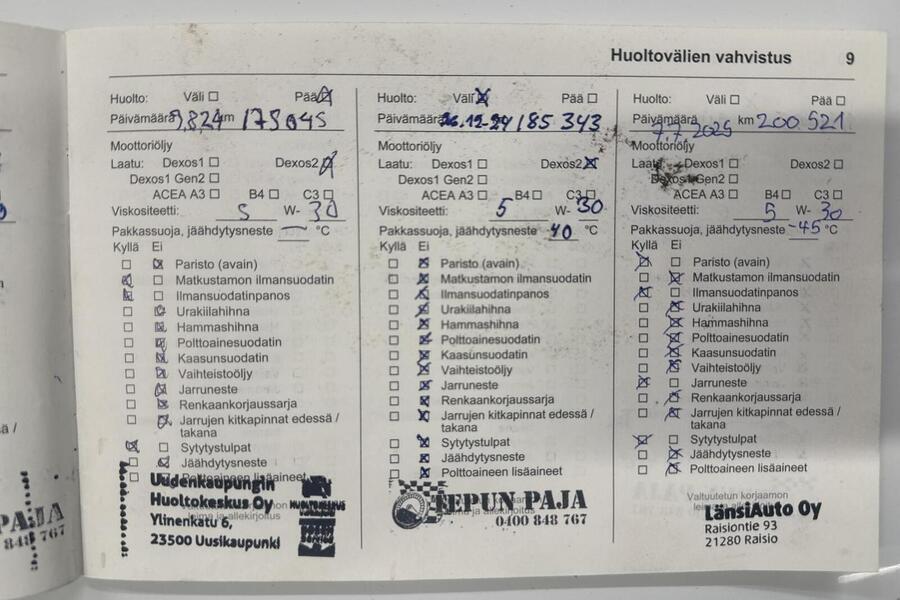 Huoltovälien vahvistus 9
Huolto: Väli Pää
Päivämäärä 9.824 km 175045
Moottoriöljy
Laatu: Dexos1 Dexos2
Dexos1 Gen2
ACEA A3 B4 C3
Viskositeetti: 5 W- 30
Pakkassuoja, jäähdytysneste — °C
Kyllä Ei
Paristo (avain)
Matkustamon ilmansuodatin
Ilmansuodatinpanos
Urakiilahihna
Hammashihna
Polttoainesuodatin
Kaasunsuodatin
Vaihteistoöljy
Jarruneste
Renkaankorjaussarja
Jarrujen kitkapinnat edessä /
takana
Sytytystulpat
Jäähdytysneste
Polttoaineen lisäaineet
Uudenkaupungin
Huoltokeskus Oy
Ylinenkatu 6,
23500 Uusikaupunki
Huolto: Väli Pää
Päivämäärä 26.12-24 185 343
Moottoriöljy
Laatu: Dexos1 Dexos2
Dexos1 Gen2
ACEA A3 B4 C3
Viskositeetti: 5 W- 30
Pakkassuoja, jäähdytysneste 40 °C
Kyllä Ei
Paristo (avain)
Matkustamon ilmansuodatin
Ilmansuodatinpanos
Urakiilahihna
Hammashihna
Polttoainesuodatin
Kaasunsuodatin
Vaihteistoöljy
Jarruneste
Renkaankorjaussarja
Jarrujen kitkapinnat edessä /
takana
Sytytystulpat
Jäähdytysneste
Polttoaineen lisäaineet
TEPUN PAJA
0400 848 767
Huolto: Väli Pää
Päivämäärä 7.7.2025 km 200 521
Moottoriöljy
Laatu: Dexos1 Dexos2
Dexos1 Gen2
ACEA A3 B4 C3
Viskositeetti: 5 W- 30
Pakkassuoja, jäähdytysneste -45 °C
Kyllä Ei
Paristo (avain)
Matkustamon ilmansuodatin
Ilmansuodatinpanos
Urakiilahihna
Hammashihna
Polttoainesuodatin
Kaasunsuodatin
Vaihteistoöljy
Jarruneste
Renkaankorjaussarja
Jarrujen kitkapinnat edessä /
takana
Sytytystulpat
Jäähdytysneste
Polttoaineen lisäaineet
Valtuutetun korjaamon
LänsiAuto Oy
Raisiontie 93
21280 Raisio